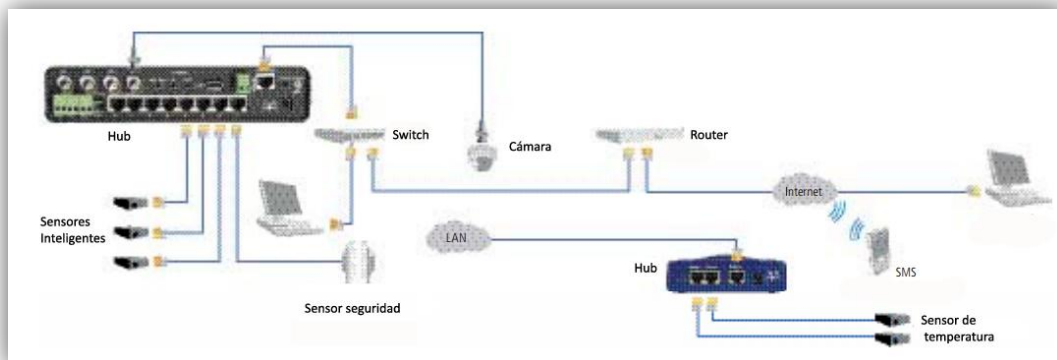 Hub
Switch
Cámara
Router
Internet
Sensores
Inteligentes
LAN
Hub
SMS
Sensor seguridad
Sensor de
temperatura